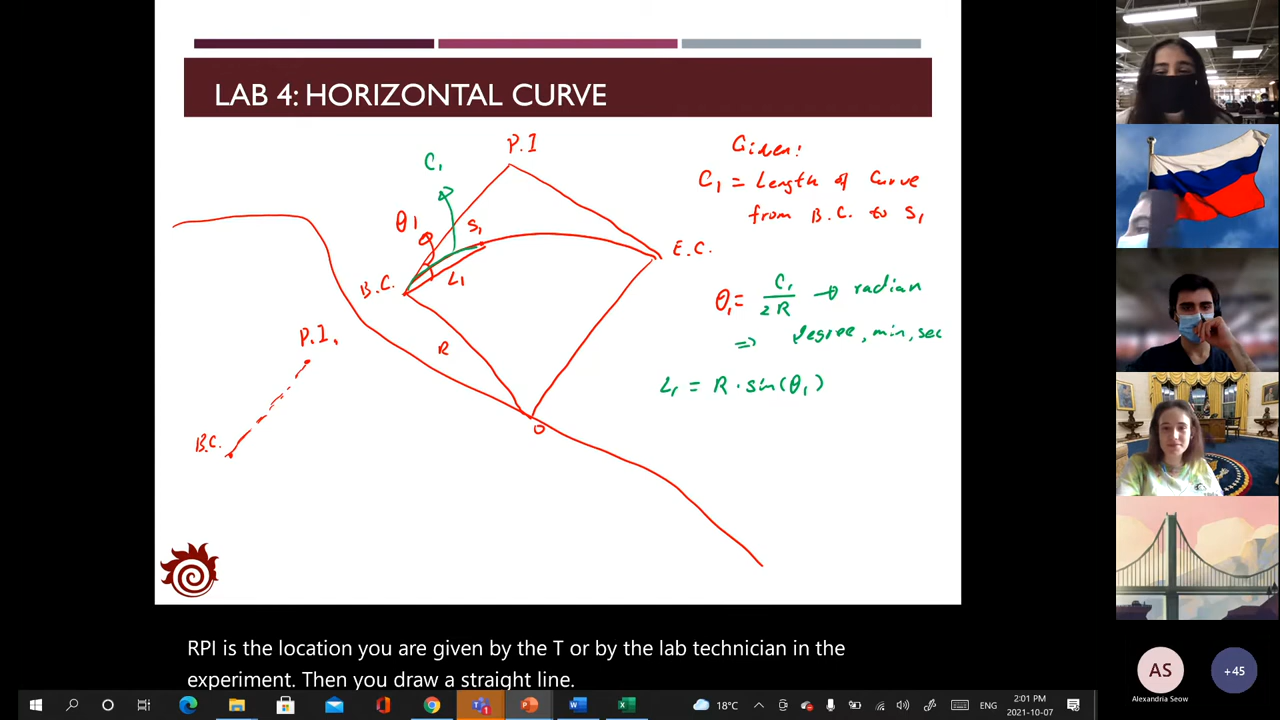 LAB 4: HORIZONTAL CURVE
P.I
C₁
Given:
C₁ = Length of Curve
from B.C. to S₁
θ₁
S₁
E.C.
B.C.
L₁
θ₁ = C₁/2R → radian
⇒ degree, min, sec
P.I.
R
L₁ = R · sin(θ₁)
O
B.C.
RPI is the location you are given by the T or by the lab technician in the
experiment. Then you draw a straight line.
AS
Alexandria Seow
+45
18°C
ENG
2:01 PM
2021-10-07